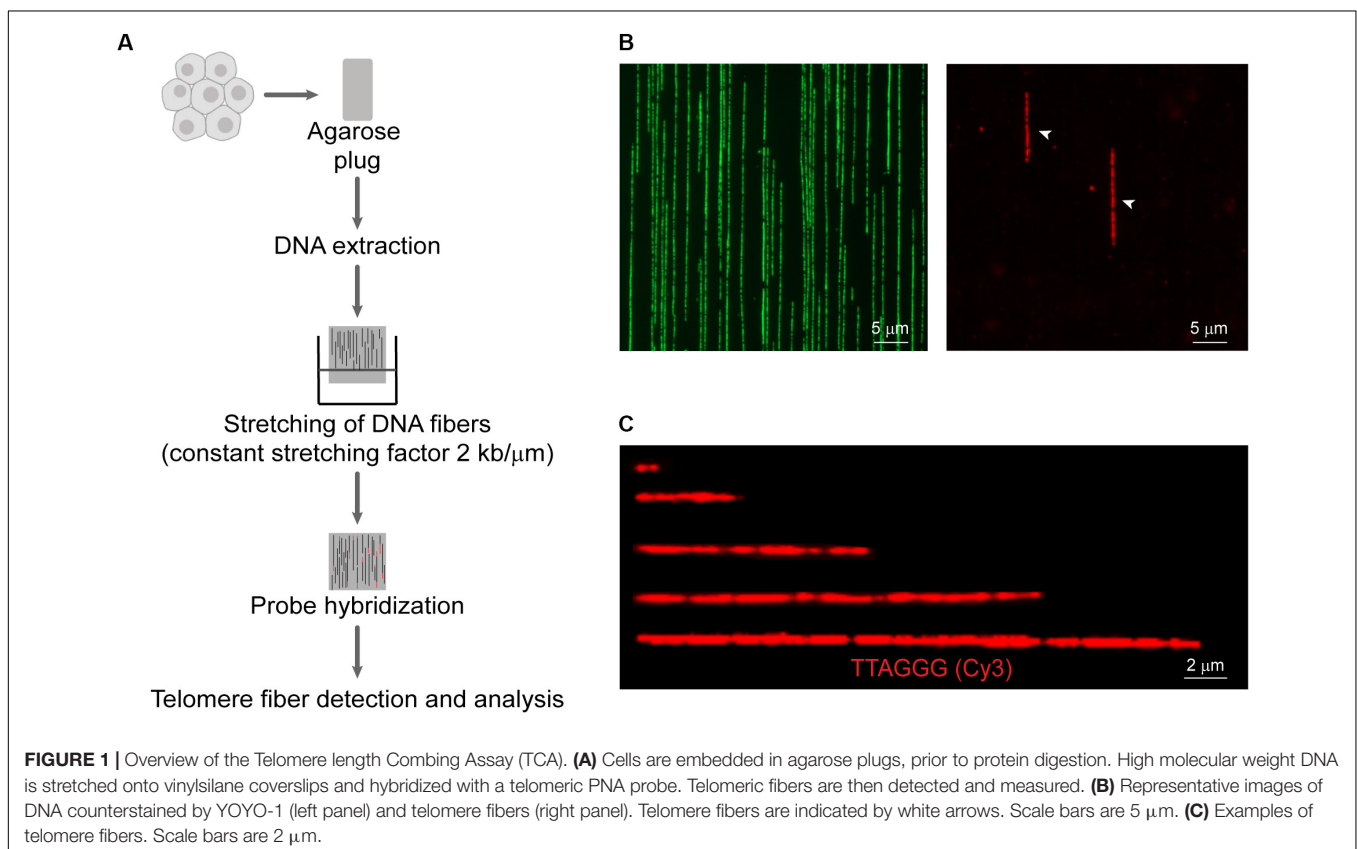 A
Agarose
plug
DNA extraction
Stretching of DNA fibers
(constant stretching factor 2 kb/μm)
Probe hybridization
Telomere fiber detection and analysis
B
5 μm
5 μm
C
TTAGGG (Cy3)
2 μm
FIGURE 1 | Overview of the Telomere length Combing Assay (TCA). (A) Cells are embedded in agarose plugs, prior to protein digestion. High molecular weight DNA
is stretched onto vinylsilane coverslips and hybridized with a telomeric PNA probe. Telomeric fibers are then detected and measured. (B) Representative images of
DNA counterstained by YOYO-1 (left panel) and telomere fibers (right panel). Telomere fibers are indicated by white arrows. Scale bars are 5 μm. (C) Examples of
telomere fibers. Scale bars are 2 μm.